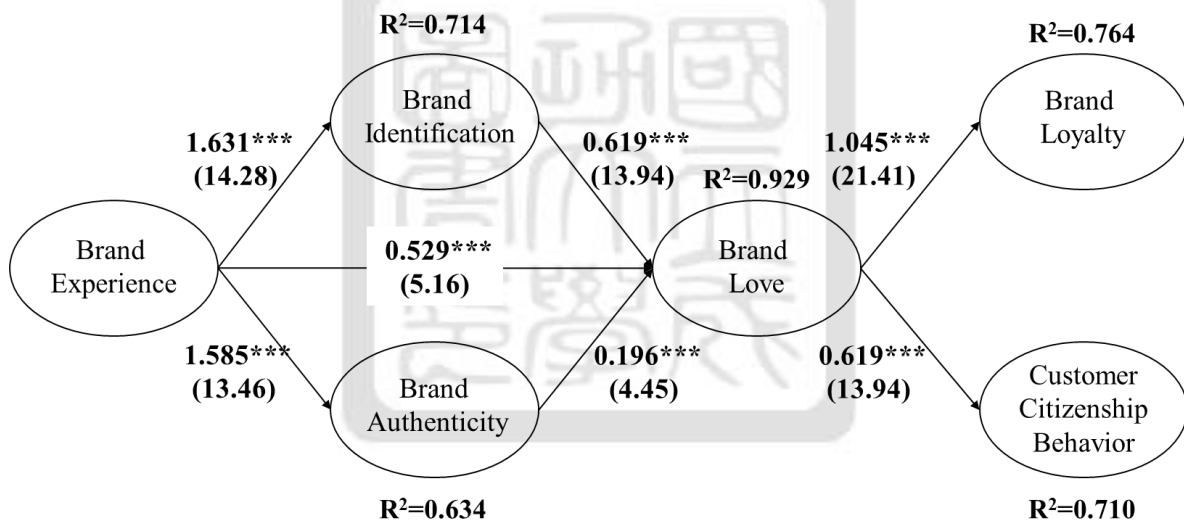 R²=0.714
R²=0.764
Brand
Identification
Brand
Loyalty
1.631***
(14.28)
0.619***
(13.94)
1.045***
(21.41)
R²=0.929
Brand
Experience
0.529***
(5.16)
Brand
Love
1.585***
(13.46)
0.196***
(4.45)
0.619***
(13.94)
Brand
Authenticity
Customer
Citizenship
Behavior
R²=0.634
R²=0.710